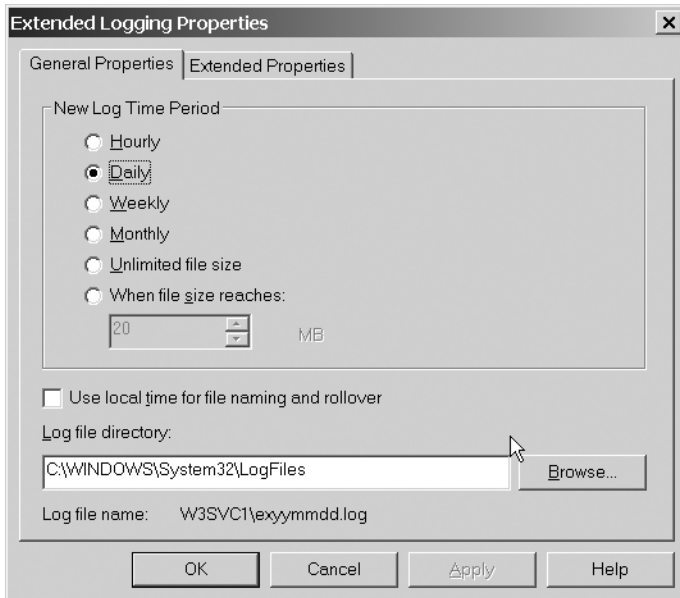 Extended Logging Properties
General Properties
Extended Properties
New Log Time Period
Hourly
Daily
Weekly
Monthly
Unlimited file size
When file size reaches:
20
MB
Use local time for file naming and rollover
Log file directory:
C:\WINDOWS\System32\LogFiles
Browse...
Log file name: W3SVC1\exyymmdd.log
OK
Cancel
Apply
Help